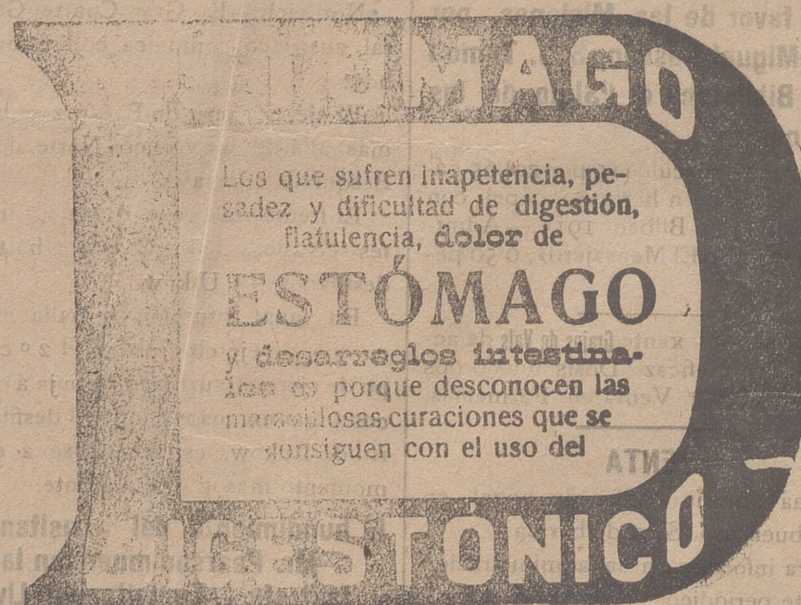 MAGO
Los que sufren inapetencia, pe-
sadez y dificultad de digestión,
flatulencia, dolor de
ESTÓMAGO
y desarreglos intestina-
les es porque desconocen las
maravillosas curaciones que se
consiguen con el uso del
DIGESTÓNICO